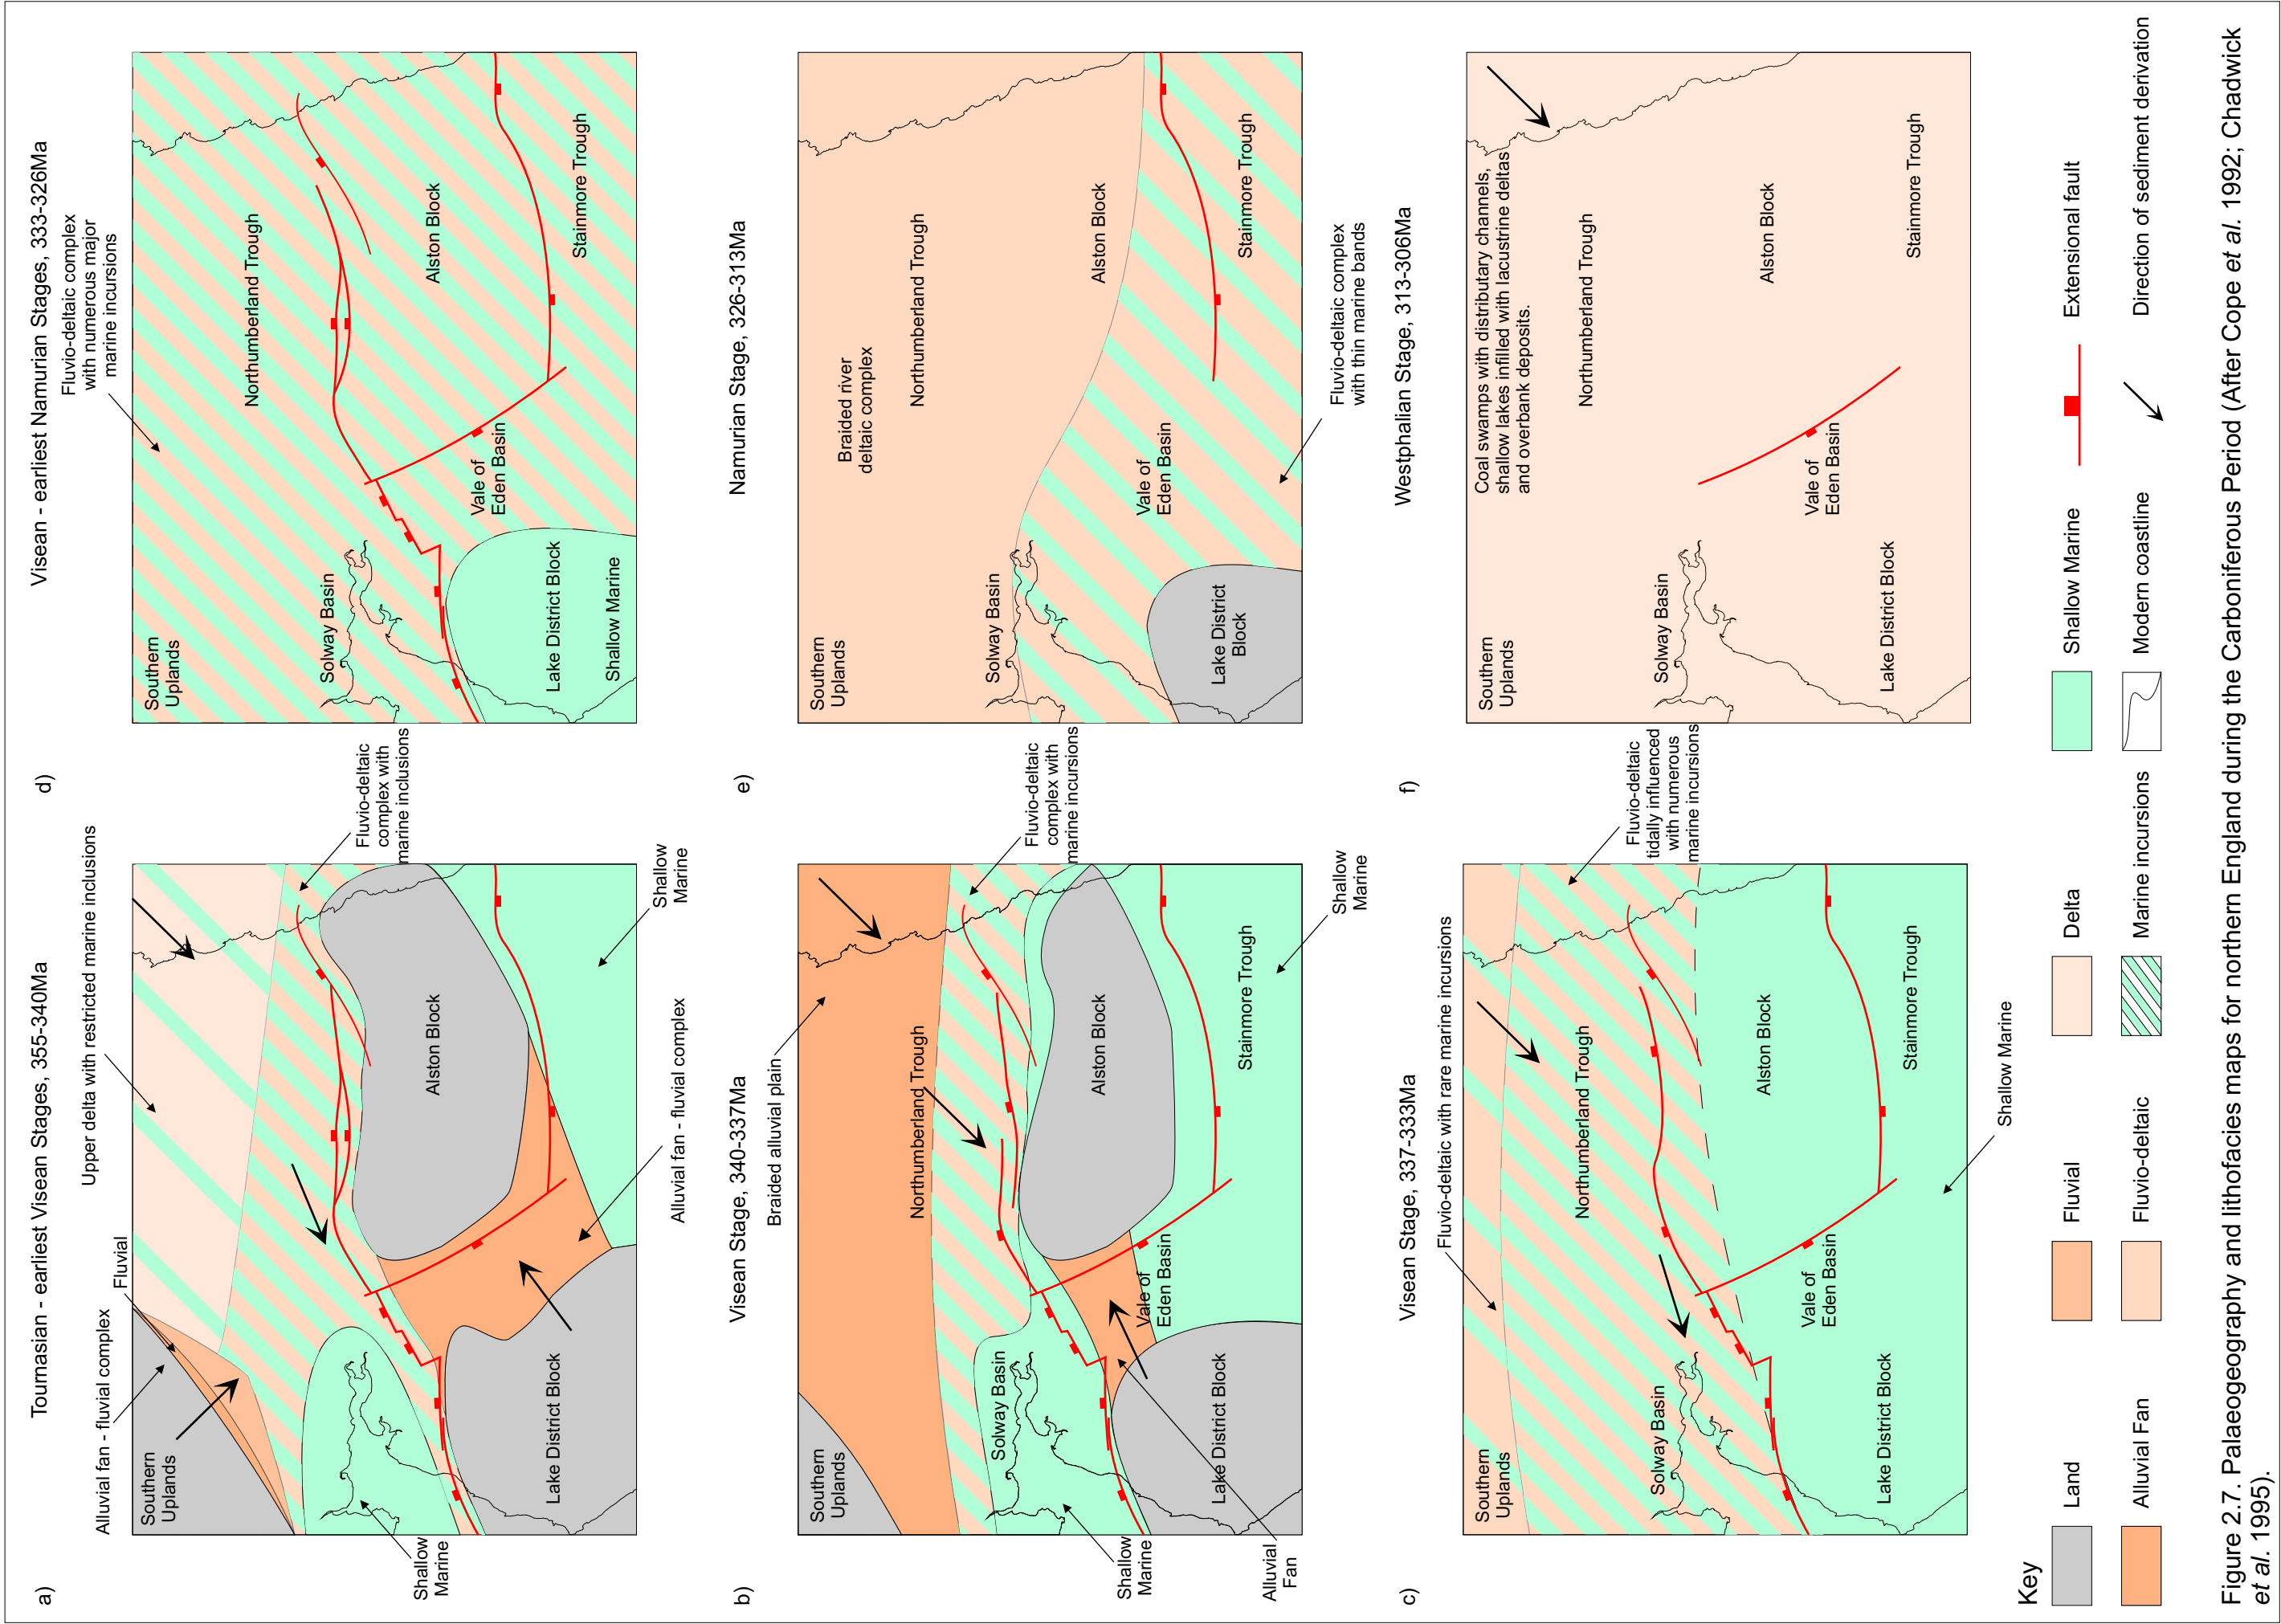 a)
Tournasian - earliest Visean Stages, 355-340Ma
Alluvial fan - fluvial complex
Fluvial
Upper delta with restricted marine inclusions
Southern
Uplands
Fluvio-deltaic
complex with
marine inclusions
Alston Block
Lake District Block
Shallow
Marine
Shallow
Marine
Alluvial fan - fluvial complex
b)
Visean Stage, 340-337Ma
Braided alluvial plain
Southern
Uplands
Northumberland Trough
Fluvio-deltaic
complex with
marine incursions
Solway Basin
Alston Block
Vale of
Eden Basin
Stainmore Trough
Lake District Block
Shallow
Marine
Alluvial
Fan
Shallow
Marine
c)
Visean Stage, 337-333Ma
Fluvio-deltaic with rare marine incursions
Southern
Uplands
Northumberland Trough
Fluvio-deltaic
tidally influenced
with numerous
marine incursions
Solway Basin
Alston Block
Vale of
Eden Basin
Lake District Block
Stainmore Trough
Shallow Marine
d)
Visean - earliest Namurian Stages, 333-326Ma
Fluvio-deltaic complex
with numerous major
marine incursions
Southern
Uplands
Northumberland Trough
Solway Basin
Alston Block
Vale of
Eden Basin
Lake District Block
Stainmore Trough
Shallow Marine
e)
Namurian Stage, 326-313Ma
Southern
Uplands
Braided river
deltaic complex
Northumberland Trough
Solway Basin
Alston Block
Vale of
Eden Basin
Lake District
Block
Stainmore Trough
Fluvio-deltaic complex
with thin marine bands
f)
Westphalian Stage, 313-306Ma
Southern
Uplands
Coal swamps with distributary channels,
shallow lakes infilled with lacustrine deltas
and overbank deposits.
Northumberland Trough
Solway Basin
Alston Block
Vale of
Eden Basin
Lake District Block
Stainmore Trough
Key
Land
Fluvial
Delta
Shallow Marine
Extensional fault
Alluvial Fan
Fluvio-deltaic
Marine incursions
Modern coastline
Direction of sediment derivation
Figure 2.7. Palaeogeography and lithofacies maps for northern England during the Carboniferous Period (After Cope et al. 1992; Chadwick
et al. 1995).